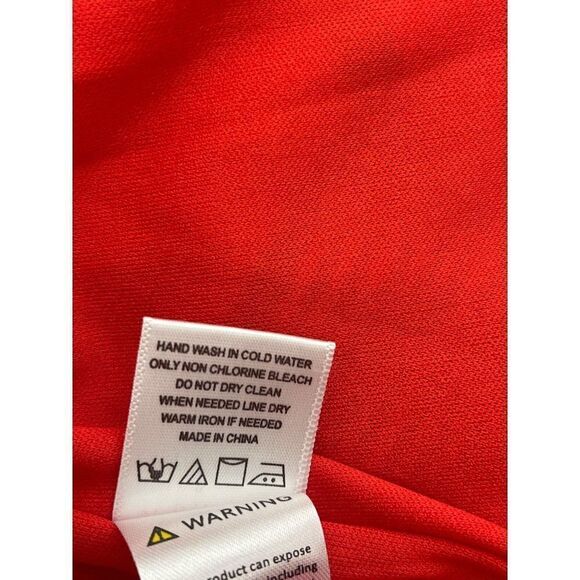 HAND WASH IN COLD WATER
ONLY NON CHLORINE BLEACH
DO NOT DRY CLEAN
WHEN NEEDED LINE DRY
WARM IRON IF NEEDED
MADE IN CHINA
WARNING
product can expose
including